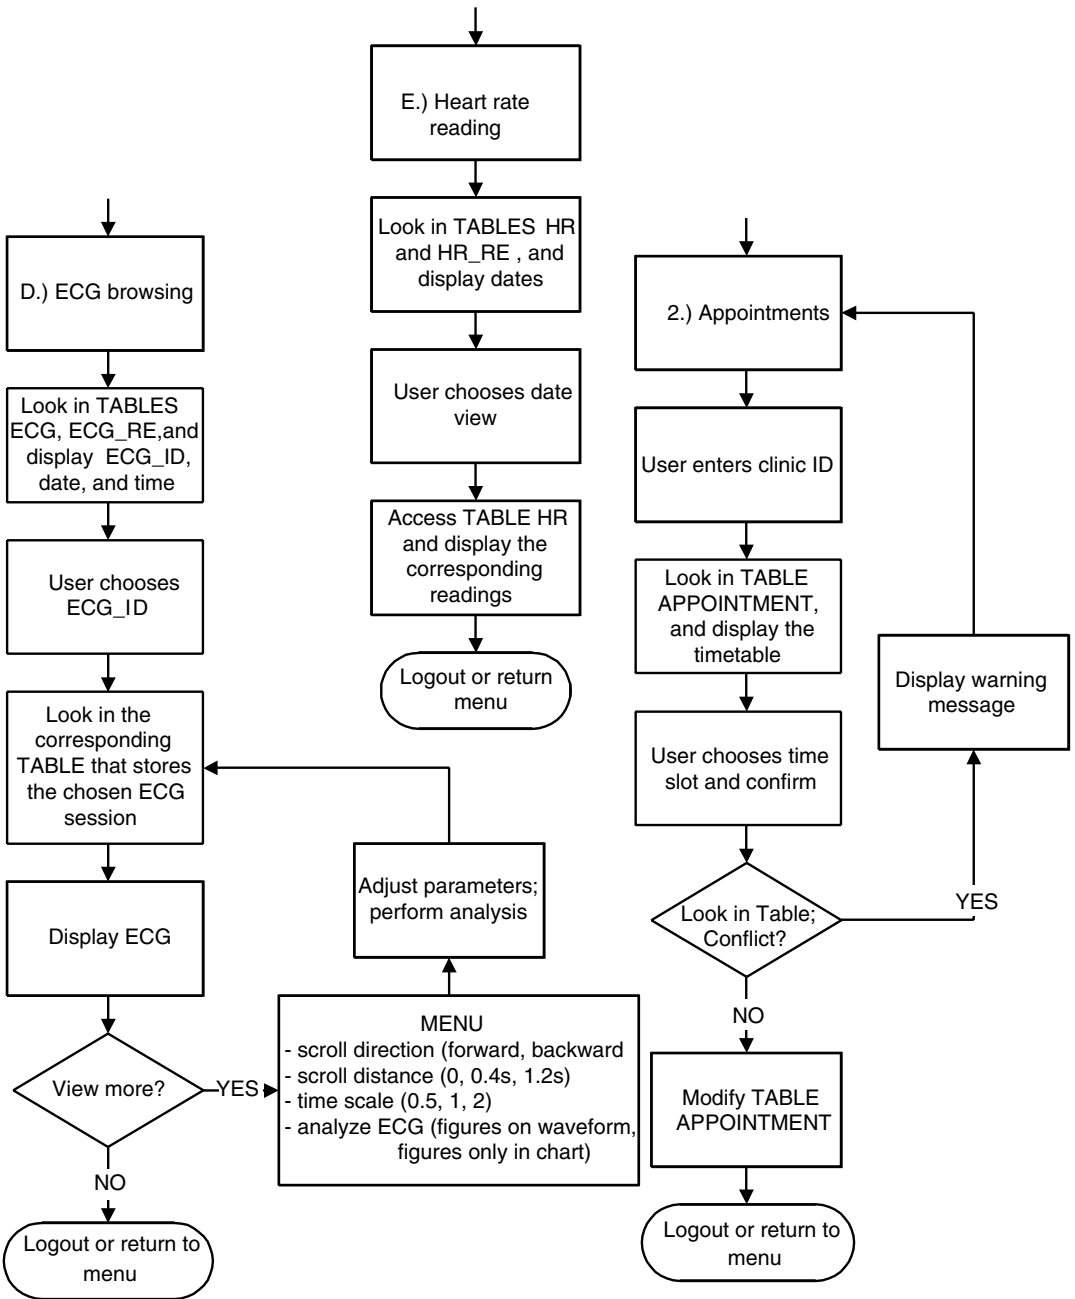 D.) ECG browsing
Look in TABLES
ECG, ECG_RE,and
display ECG_ID,
date, and time
User chooses
ECG_ID
Look in the
corresponding
TABLE that stores
the chosen ECG
session
Display ECG
View more?
YES
NO
Logout or return to
menu
MENU
- scroll direction (forward, backward
- scroll distance (0, 0.4s, 1.2s)
- time scale (0.5, 1, 2)
- analyze ECG (figures on waveform,
figures only in chart)
Adjust parameters;
perform analysis
E.) Heart rate
reading
Look in TABLES HR
and HR_RE , and
display dates
User chooses date
view
Access TABLE HR
and display the
corresponding
readings
Logout or return
menu
2.) Appointments
User enters clinic ID
Look in TABLE
APPOINTMENT,
and display the
timetable
User chooses time
slot and confirm
Look in Table;
Conflict?
YES
Display warning
message
NO
Modify TABLE
APPOINTMENT
Logout or return to
menu